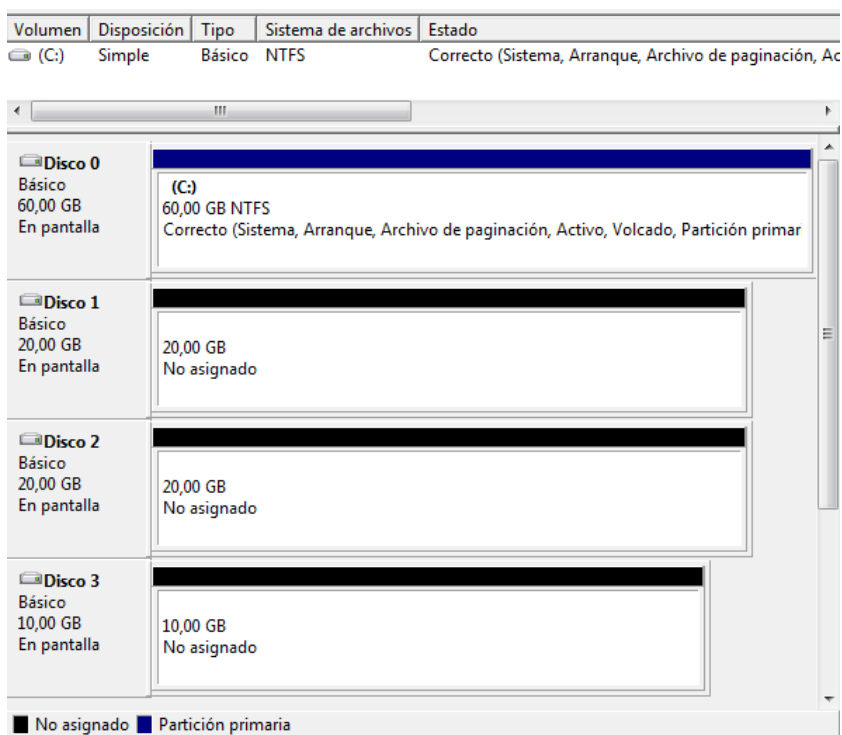 Volumen Disposición Tipo Sistema de archivos Estado
(C:) Simple Básico NTFS Correcto (Sistema, Arranque, Archivo de paginación, Ac
Disco 0
Básico
60,00 GB
En pantalla
(C:)
60,00 GB NTFS
Correcto (Sistema, Arranque, Archivo de paginación, Activo, Volcado, Partición primar
Disco 1
Básico
20,00 GB
En pantalla
20,00 GB
No asignado
Disco 2
Básico
20,00 GB
En pantalla
20,00 GB
No asignado
Disco 3
Básico
10,00 GB
En pantalla
10,00 GB
No asignado
No asignado Partición primaria